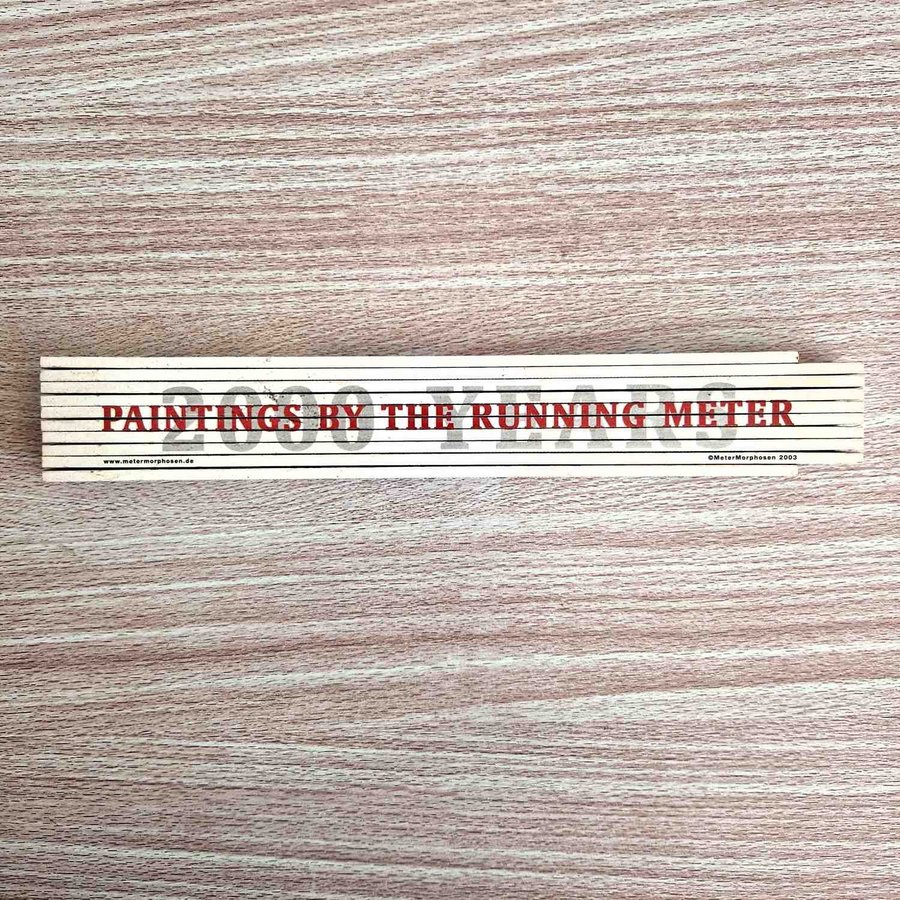 2000 YEARS
PAINTINGS BY THE RUNNING METER
www.metermorphosen.de
©MeterMorphosen 2003